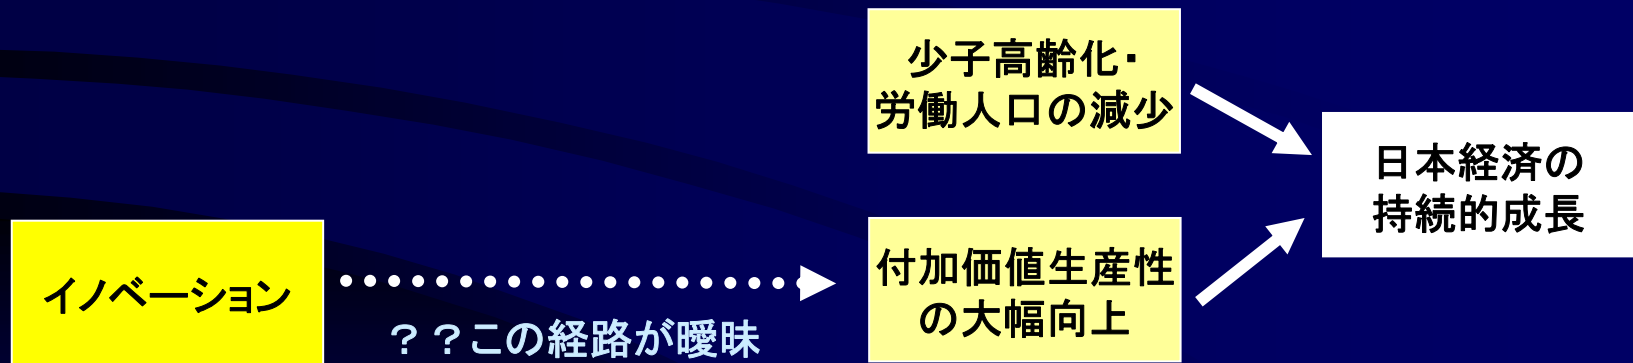 少子高齢化・
労働人口の減少
日本経済の
持続的成長
イノベーション
？？この経路が曖昧
付加価値生産性
の大幅向上